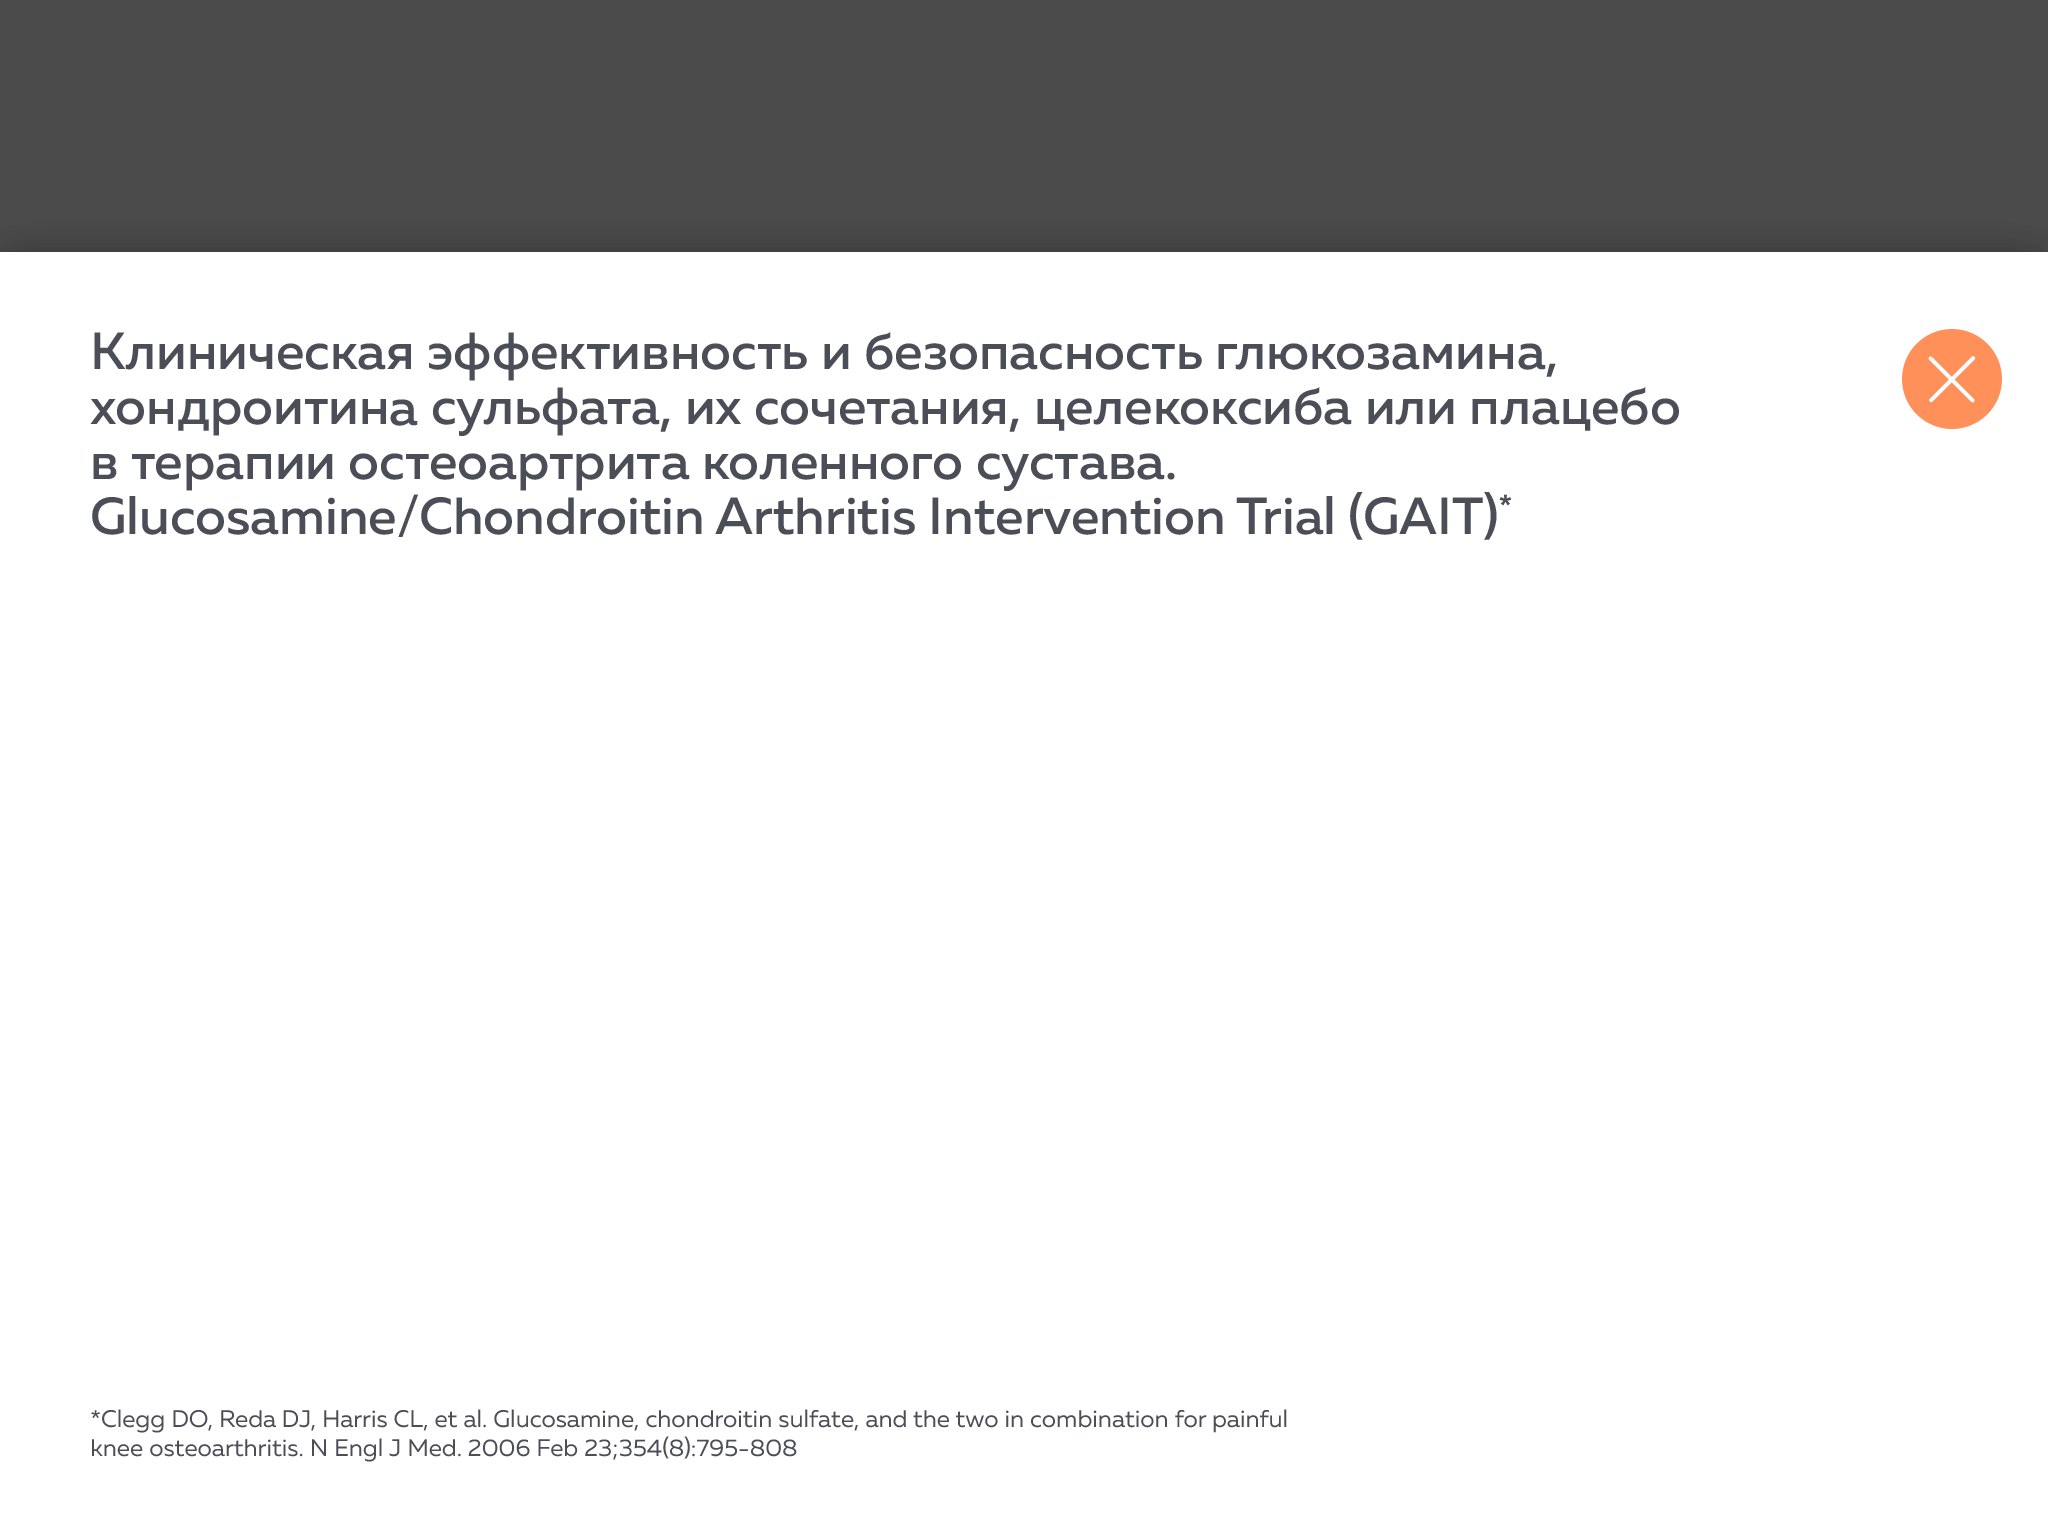 Клиническая эффективность и безопасность глюкозамина,
хондроитина сульфата, их сочетания, целекоксиба или плацебо
в терапии остеоартрита коленного сустава.
Glucosamine/Chondroitin Arthritis Intervention Trial (GAIT)*
*Clegg DO, Reda DJ, Harris CL, et al. Glucosamine, chondroitin sulfate, and the two in combination for painful
knee osteoarthritis. N Engl J Med. 2006 Feb 23;354(8):795-808